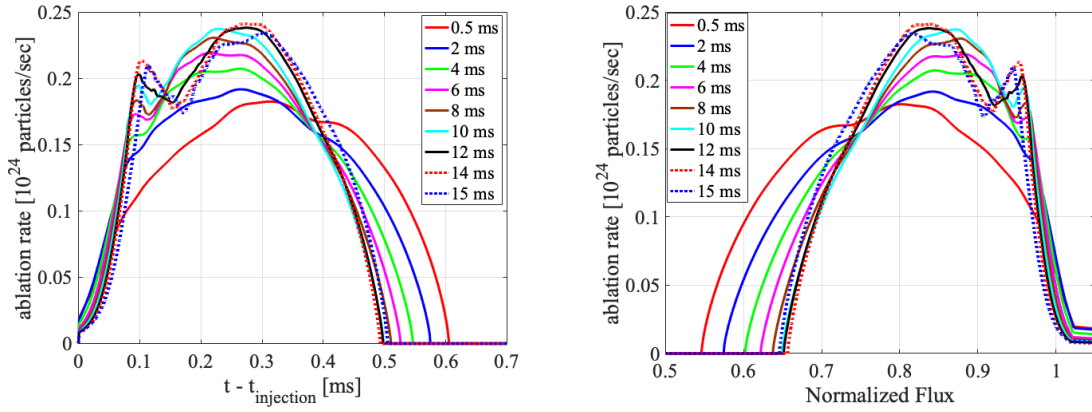 ablation rate [10^24 particles/sec]
0.25
0.2
0.15
0.1
0.05
0
0 0.1 0.2 0.3 0.4 0.5 0.6 0.7
t - t_injection [ms]
0.5 ms
2 ms
4 ms
6 ms
8 ms
10 ms
12 ms
14 ms
15 ms
ablation rate [10^24 particles/sec]
0.25
0.2
0.15
0.1
0.05
0
0.5 0.6 0.7 0.8 0.9 1
Normalized Flux
0.5 ms
2 ms
4 ms
6 ms
8 ms
10 ms
12 ms
14 ms
15 ms